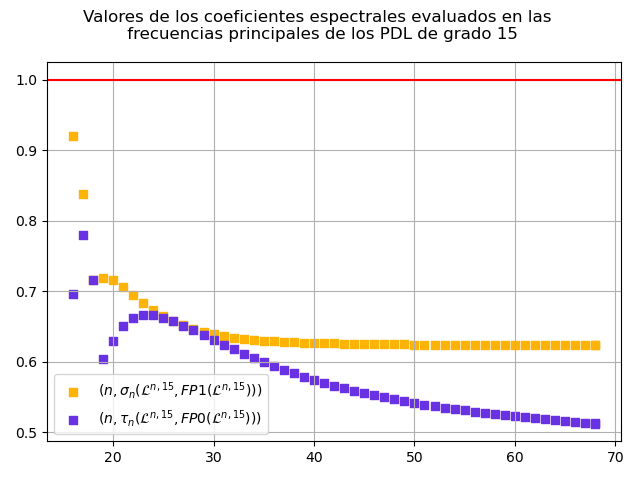 Valores de los coeficientes espectrales evaluados en las
frecuencias principales de los PDL de grado 15
1.0
0.9
0.8
0.7
0.6
0.5
(n, σₙ(ℒⁿ˒¹⁵, FP1(ℒⁿ˒¹⁵)))
(n, τₙ(ℒⁿ˒¹⁵, FP0(ℒⁿ˒¹⁵)))
20 30 40 50 60 70